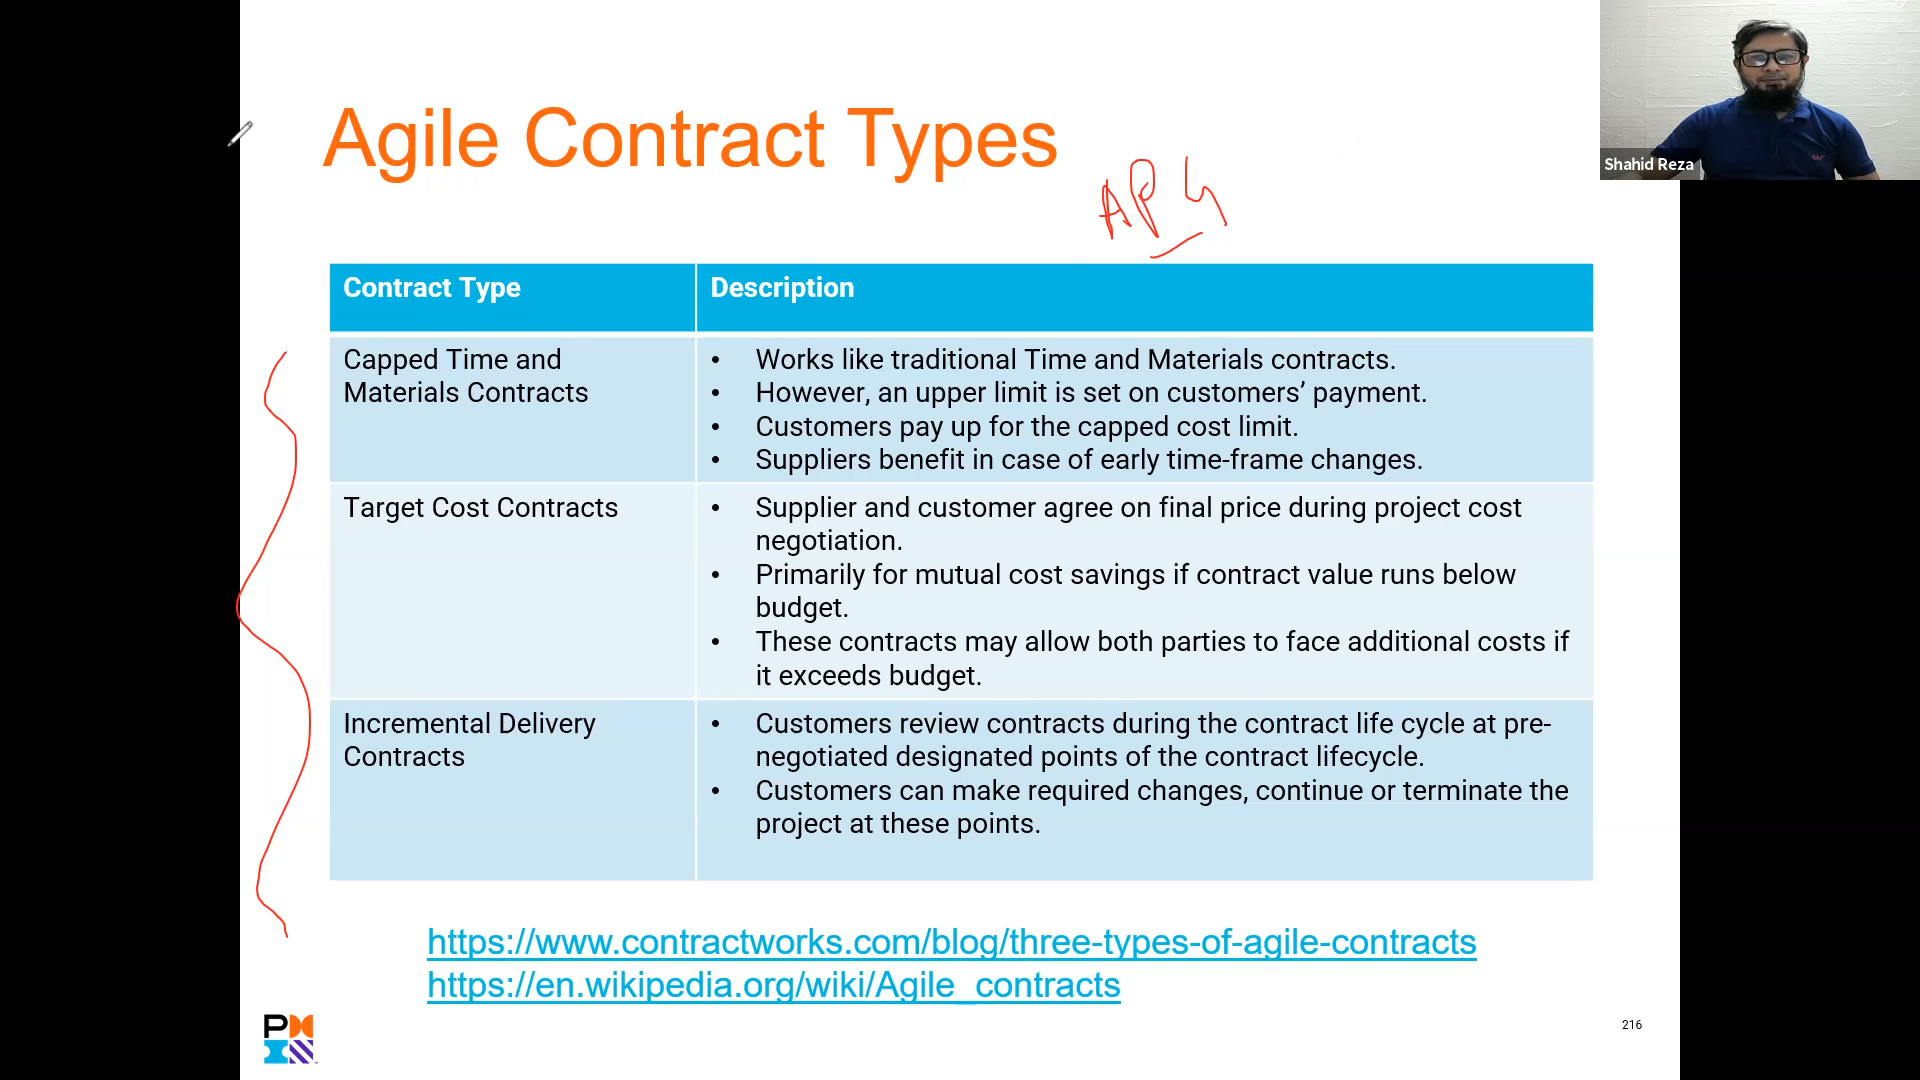 Agile Contract Types
Shahid Reza
Contract Type
Description
Capped Time and
Materials Contracts
• Works like traditional Time and Materials contracts.
• However, an upper limit is set on customers’ payment.
• Customers pay up for the capped cost limit.
• Suppliers benefit in case of early time-frame changes.
Target Cost Contracts
• Supplier and customer agree on final price during project cost
negotiation.
• Primarily for mutual cost savings if contract value runs below
budget.
• These contracts may allow both parties to face additional costs if
it exceeds budget.
Incremental Delivery
Contracts
• Customers review contracts during the contract life cycle at pre-
negotiated designated points of the contract lifecycle.
• Customers can make required changes, continue or terminate the
project at these points.
https://www.contractworks.com/blog/three-types-of-agile-contracts
https://en.wikipedia.org/wiki/Agile_contracts
216